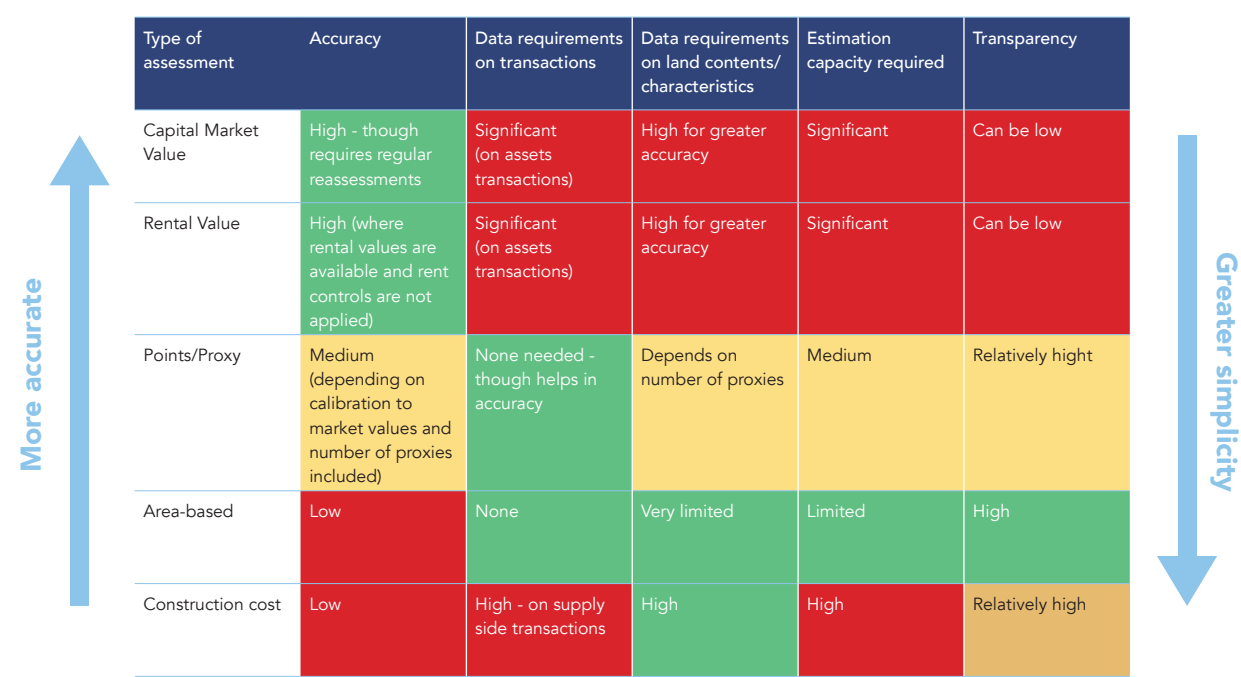 Type of
assessment
Accuracy
Data requirements
on transactions
Data requirements
on land contents/
characteristics
Estimation
capacity required
Transparency
Capital Market
Value
High - though
requires regular
reassessments
Significant
(on assets
transactions)
High for greater
accuracy
Significant
Can be low
Rental Value
High (where
rental values are
available and rent
controls are not
applied)
Significant
(on assets
transactions)
High for greater
accuracy
Significant
Can be low
Points/Proxy
Medium
(depending on
calibration to
market values and
number of proxies
included)
None needed -
though helps in
accuracy
Depends on
number of proxies
Medium
Relatively hight
Area-based
Low
None
Very limited
Limited
High
Construction cost
Low
High - on supply
side transactions
High
High
Relatively high
More accurate
Greater simplicity